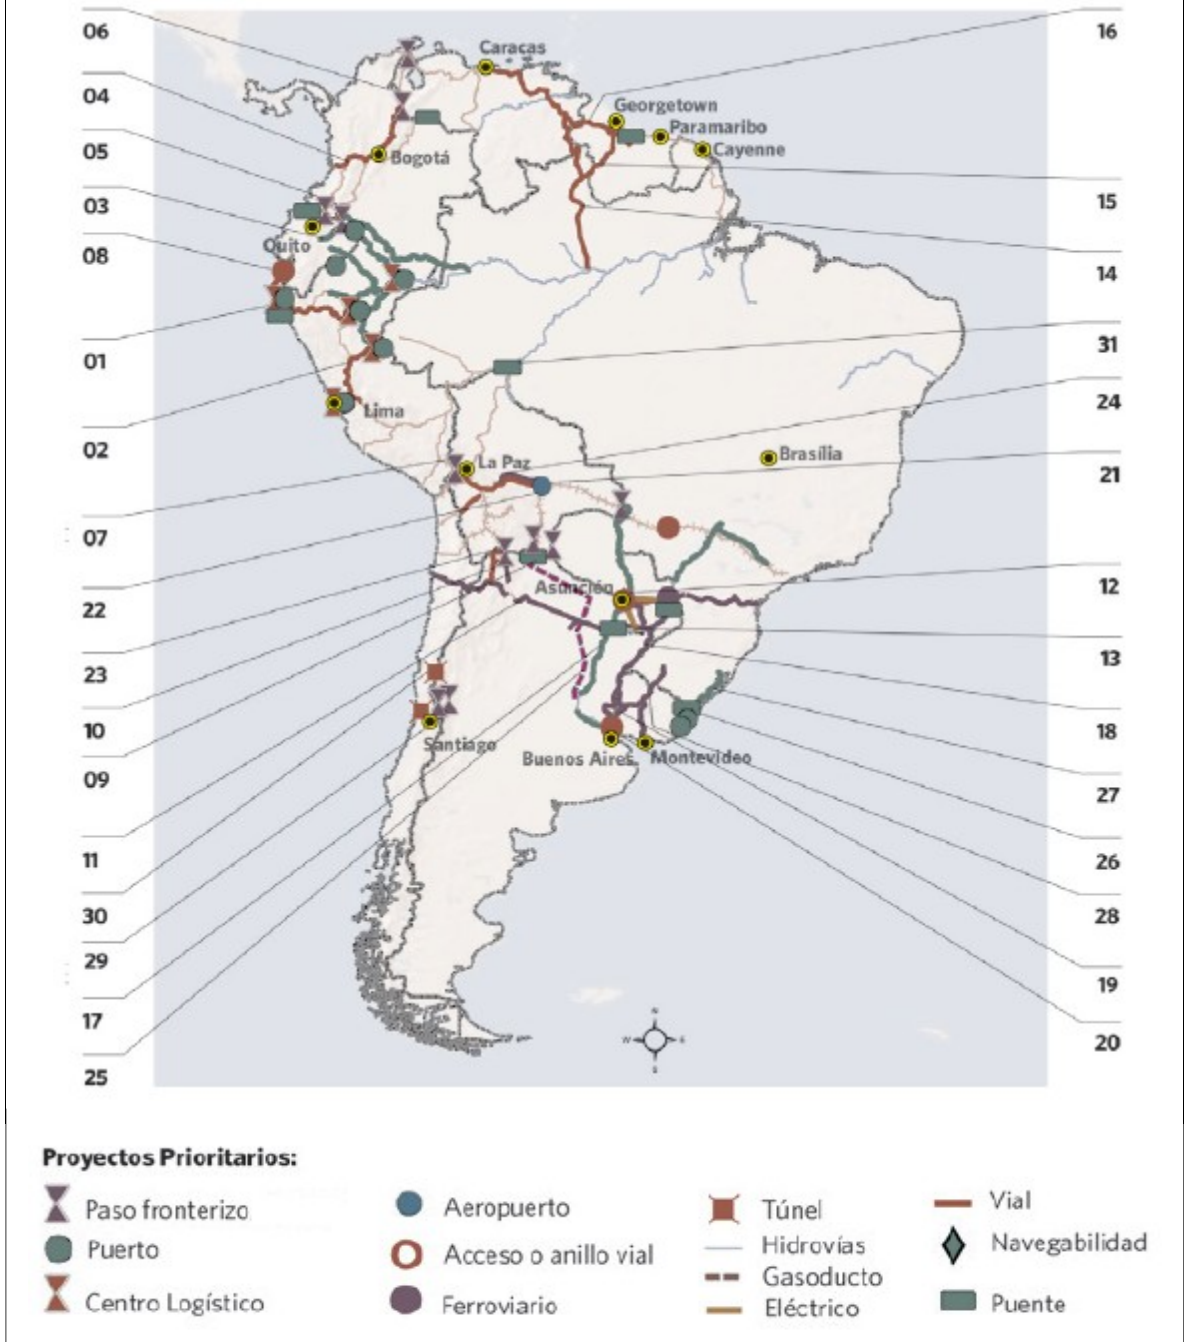 06
16
Caracas
04
Georgetown
Paramaribo
05
Bogotá
Cayenne
03
15
Quito
08
14
01
31
Lima
24
02
La Paz
Brasília
21
07
Asunción
12
22
13
23
10
18
Santiago
Buenos Aires
Montevideo
09
27
11
26
30
28
29
19
17
20
25
N
W
E
S
Proyectos Prioritarios:
Paso fronterizo
Aeropuerto
Túnel
Vial
Puerto
Acceso o anillo vial
Hidrovías
Navegabilidad
Gasoducto
Centro Logístico
Ferroviario
Eléctrico
Puente